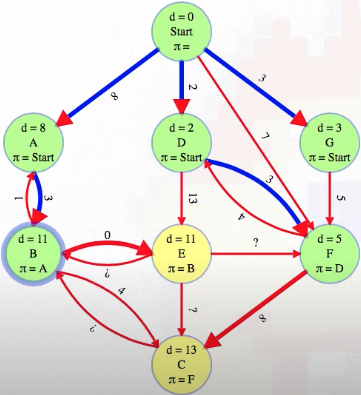 d = 0
Start
π =
8
2
3
7
d = 8
A
π = Start
d = 2
D
π = Start
d = 3
G
π = Start
1
3
13
3
4
5
d = 11
B
π = A
0
?
d = 11
E
π = B
?
d = 5
F
π = D
4
?
?
8
d = 13
C
π = F